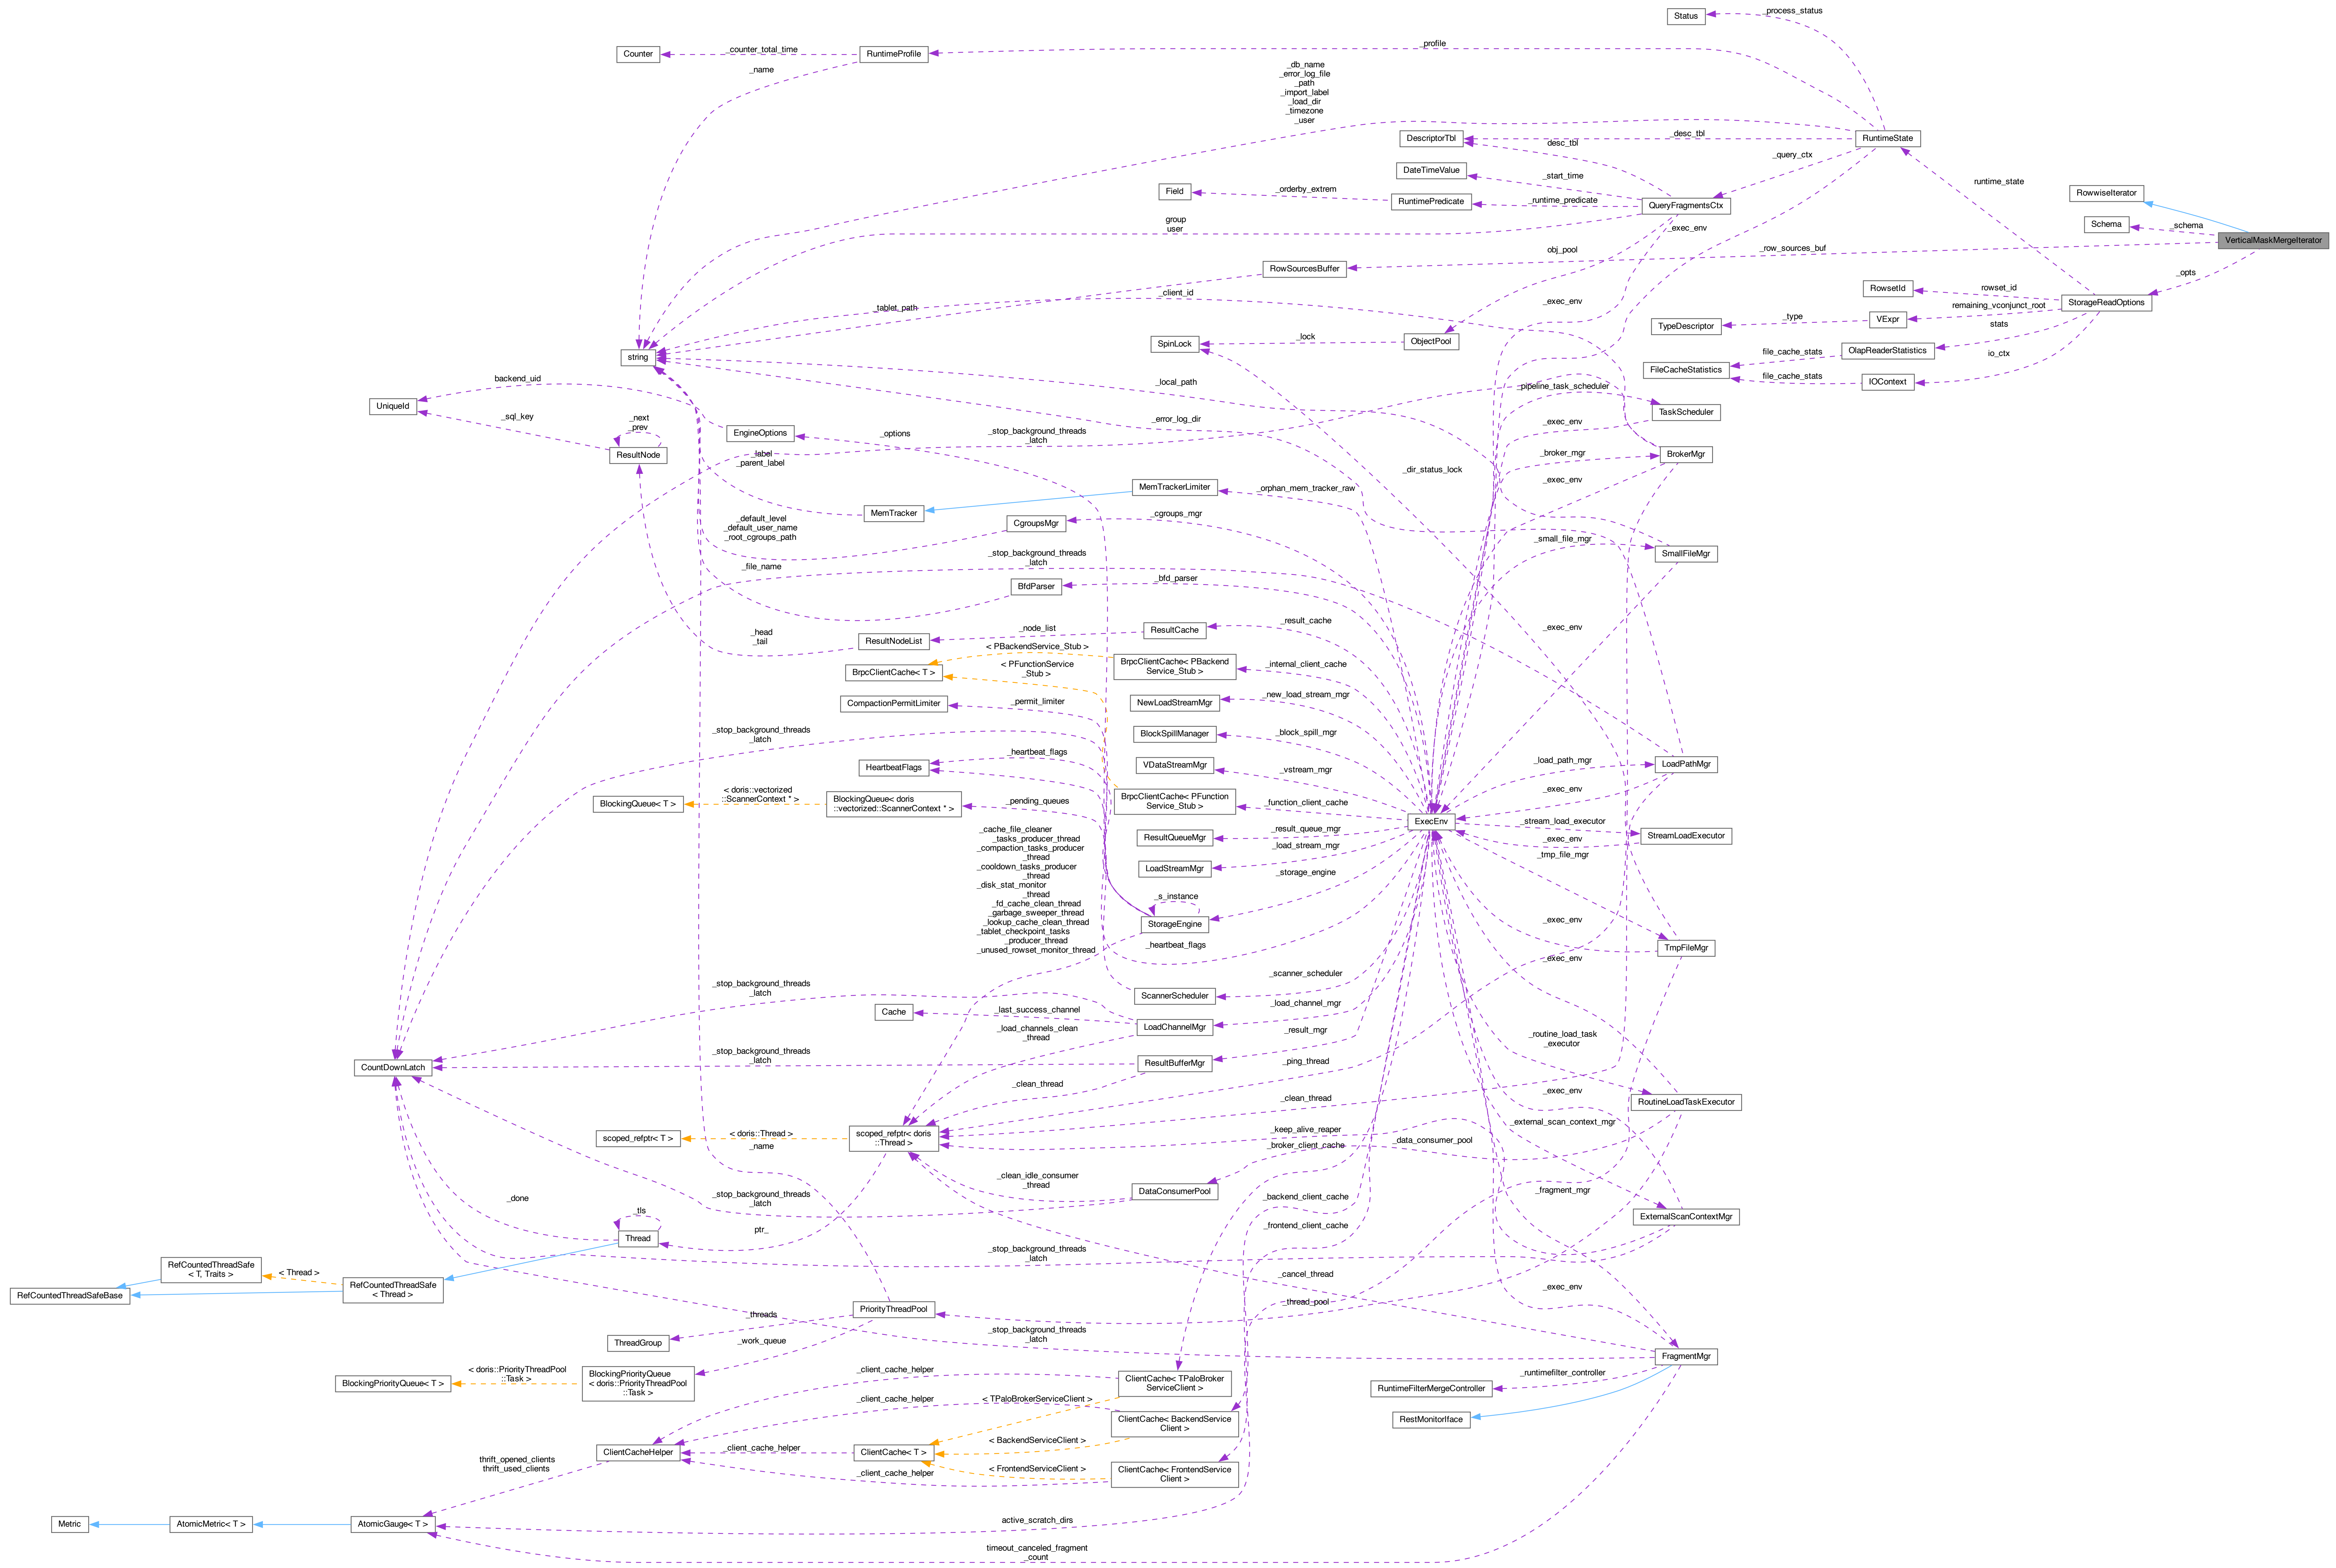 Status
_process_status
Counter
_counter_total_time
RuntimeProfile
_profile
_name
_db_name
_error_log_file
_path
_import_label
_load_dir
_timezone
_user
RuntimeState
DescriptorTbl
_desc_tbl
desc_tbl
_query_ctx
DateTimeValue
_start_time
runtime_state
Field
_orderby_extrem
RuntimePredicate
_runtime_predicate
QueryFragmentsCtx
RowwiseIterator
Schema
_schema
VerticalMaskMergeIterator
group
user
_exec_env
obj_pool
_row_sources_buf
RowSourcesBuffer
_opts
_client_id
RowsetId
rowset_id
StorageReadOptions
_tablet_path
_exec_env
remaining_vconjunct_root
TypeDescriptor
_type
VExpr
stats
SpinLock
_lock
ObjectPool
OlapReaderStatistics
file_cache_stats
io_ctx
string
FileCacheStatistics
file_cache_stats
IOContext
backend_uid
_local_path
_pipeline_task_scheduler
UniqueId
_sql_key
_next
_prev
_error_log_dir
TaskScheduler
EngineOptions
_options
_stop_background_threads
_latch
_exec_env
ResultNode
_label
_parent_label
_dir_status_lock
_broker_mgr
BrokerMgr
_exec_env
MemTrackerLimiter
_orphan_mem_tracker_raw
MemTracker
_default_level
_default_user_name
_root_cgroups_path
CgroupsMgr
_cgroups_mgr
_small_file_mgr
SmallFileMgr
_stop_background_threads
_latch
_file_name
BfdParser
_bfd_parser
_head
_tail
ResultNodeList
_node_list
ResultCache
_result_cache
_exec_env
< PBackendService_Stub >
BrpcClientCache< T >
< PFunctionService
_Stub >
BrpcClientCache< PBackend
Service_Stub >
_internal_client_cache
CompactionPermitLimiter
_permit_limiter
NewLoadStreamMgr
_new_load_stream_mgr
_stop_background_threads
_latch
BlockSpillManager
_block_spill_mgr
HeartbeatFlags
_heartbeat_flags
VDataStreamMgr
_vstream_mgr
_load_path_mgr
LoadPathMgr
_exec_env
BlockingQueue< T >
< doris::vectorized
::ScannerContext * >
BlockingQueue< doris
::vectorized::ScannerContext * >
_pending_queues
BrpcClientCache< PFunction
Service_Stub >
_function_client_cache
ExecEnv
_stream_load_executor
StreamLoadExecutor
_exec_env
ResultQueueMgr
_result_queue_mgr
_tmp_file_mgr
LoadStreamMgr
_load_stream_mgr
_cache_file_cleaner
_tasks_producer_thread
_compaction_tasks_producer
_thread
_cooldown_tasks_producer
_thread
_disk_stat_monitor
_thread
_fd_cache_clean_thread
_garbage_sweeper_thread
_lookup_cache_clean_thread
_tablet_checkpoint_tasks
_producer_thread
_unused_rowset_monitor_thread
_storage_engine
_s_instance
StorageEngine
_heartbeat_flags
_exec_env
TmpFileMgr
_exec_env
_scanner_scheduler
ScannerScheduler
_stop_background_threads
_latch
Cache
_last_success_channel
_load_channel_mgr
LoadChannelMgr
_load_channels_clean
_thread
_result_mgr
_routine_load_task
_executor
CountDownLatch
_stop_background_threads
_latch
ResultBufferMgr
_ping_thread
_clean_thread
_clean_thread
_exec_env
RoutineLoadTaskExecutor
scoped_refptr< T >
< doris::Thread >
scoped_refptr< doris
::Thread >
_name
_keep_alive_reaper
_broker_client_cache
_data_consumer_pool
_external_scan_context_mgr
_clean_idle_consumer
_thread
DataConsumerPool
_stop_background_threads
_latch
_done
_tls
Thread
ptr_
_backend_client_cache
_fragment_mgr
ExternalScanContextMgr
_frontend_client_cache
_stop_background_threads
_latch
_cancel_thread
_exec_env
RefCountedThreadSafe
< T, Traits >
< Thread >
RefCountedThreadSafeBase
RefCountedThreadSafe
< Thread >
PriorityThreadPool
_thread_pool
_threads
ThreadGroup
_work_queue
_stop_background_threads
_latch
FragmentMgr
BlockingPriorityQueue< T >
< doris::PriorityThreadPool
::Task >
BlockingPriorityQueue
< doris::PriorityThreadPool
::Task >
_client_cache_helper
ClientCache< TPaloBroker
ServiceClient >
_runtimefilter_controller
RuntimeFilterMergeController
_client_cache_helper
< TPaloBrokerServiceClient >
ClientCache< BackendService
Client >
RestMonitorIface
ClientCacheHelper
_client_cache_helper
ClientCache< T >
< BackendServiceClient >
thrift_opened_clients
thrift_used_clients
_client_cache_helper
< FrontendServiceClient >
ClientCache< FrontendService
Client >
Metric
AtomicMetric< T >
AtomicGauge< T >
active_scratch_dirs
timeout_canceled_fragment
_count